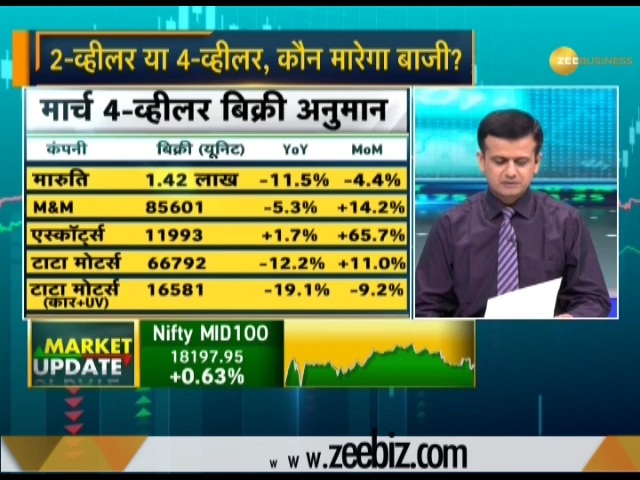 2-व्हीलर या 4-व्हीलर, कौन मारेगा बाजी?
ZEE BUSINESS
मार्च 4-व्हीलर बिक्री अनुमान
कंपनी बिक्री (यूनिट) YoY MoM
मारुति 1.42 लाख -11.5% -4.4%
M&M 85601 -5.3% +14.2%
एस्कॉर्ट्स 11993 +1.7% +65.7%
टाटा मोटर्स 66792 -12.2% +11.0%
टाटा मोटर्स 16581 -19.1% -9.2%
(कार+UV)
MARKET
UPDATE
Nifty MID100
18197.95
+0.63%
w www.zeebiz.com